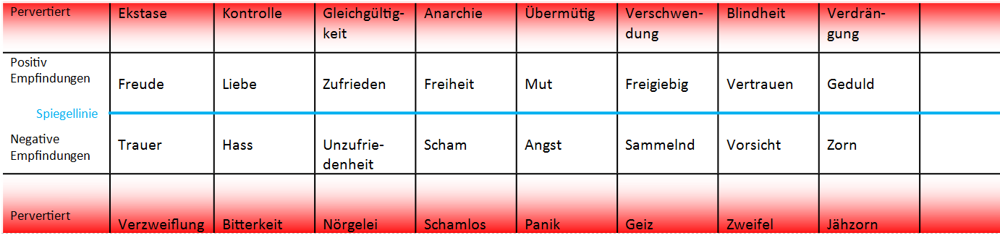 Pervertiert Ekstase Kontrolle Gleichgültig- Anarchie Übermütig Verschwen- Blindheit Verdrän-
keit dung gung
Positiv
Empfindungen
Freude Liebe Zufrieden Freiheit Mut Freigiebig Vertrauen Geduld
Spiegellinie
Negative
Empfindungen
Trauer Hass Unzufrie- Scham Angst Sammelnd Vorsicht Zorn
denheit
Pervertiert
Verzweiflung Bitterkeit Nörgelei Schamlos Panik Geiz Zweifel Jähzorn